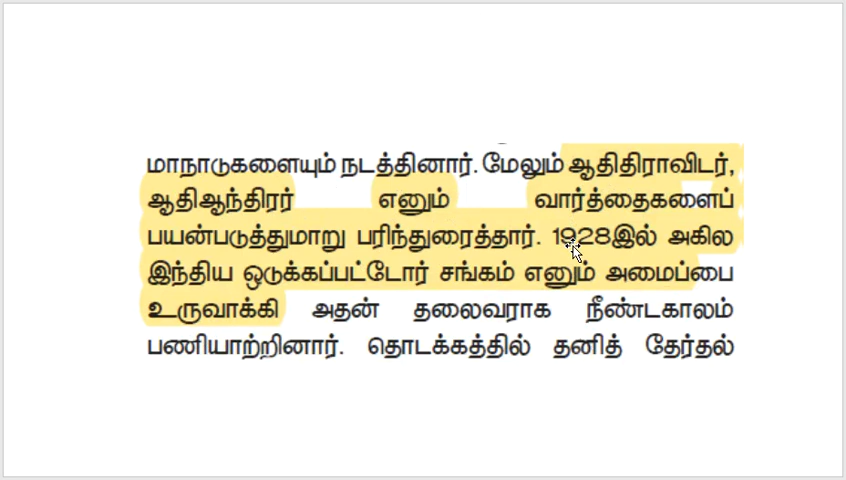 மாநாடுகளையும் நடத்தினார். மேலும் ஆதிதிராவிடர்,
ஆதிஆந்திரர் எனும் வார்த்தைகளைப்
பயன்படுத்துமாறு பரிந்துரைத்தார். 1928இல் அகில
இந்திய ஒடுக்கப்பட்டோர் சங்கம் எனும் அமைப்பை
உருவாக்கி அதன் தலைவராக நீண்டகாலம்
பணியாற்றினார். தொடக்கத்தில் தனித் தேர்தல்